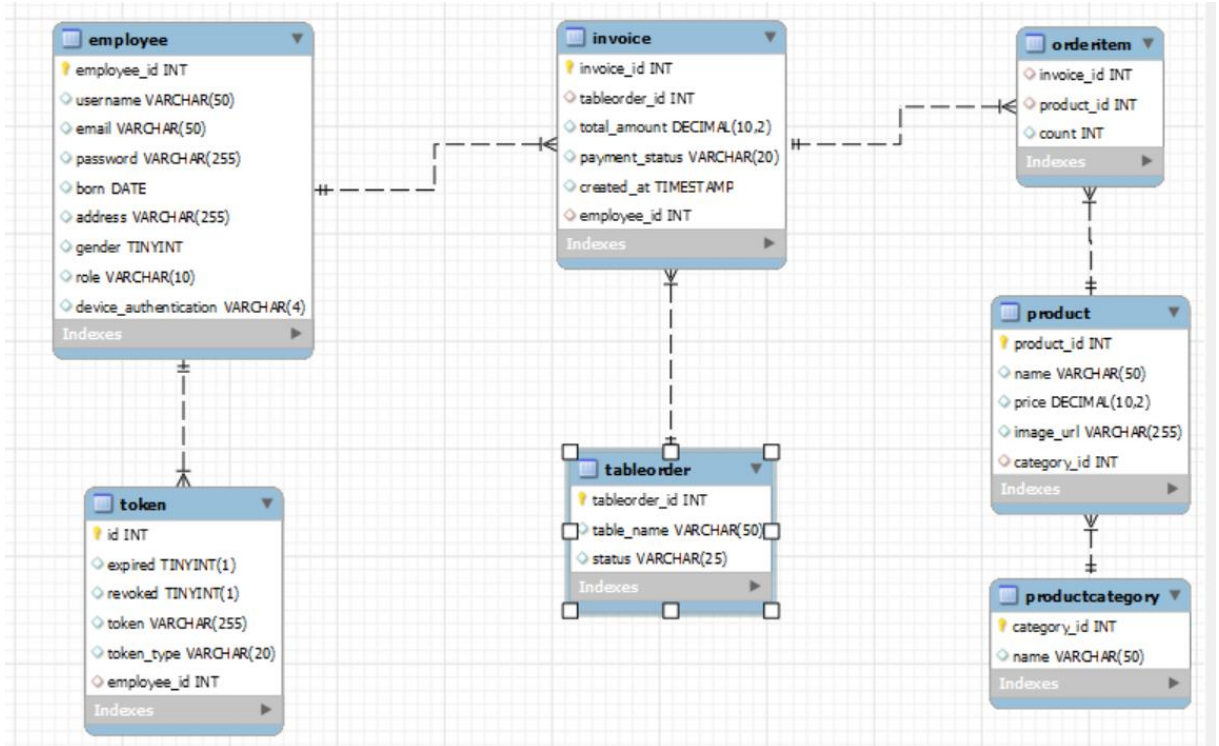 employee
employee_id INT
username VARCHAR(50)
email VARCHAR(50)
password VARCHAR(255)
born DATE
address VARCHAR(255)
gender TINYINT
role VARCHAR(10)
device_authentication VARCHAR(4)
Indexes
invoice
invoice_id INT
tableorder_id INT
total_amount DECIMAL(10,2)
payment_status VARCHAR(20)
created_at TIMESTAMP
employee_id INT
Indexes
orderitem
invoice_id INT
product_id INT
count INT
Indexes
product
product_id INT
name VARCHAR(50)
price DECIMAL(10,2)
image_url VARCHAR(255)
category_id INT
Indexes
token
id INT
expired TINYINT(1)
revoked TINYINT(1)
token VARCHAR(255)
token_type VARCHAR(20)
employee_id INT
Indexes
tableorder
tableorder_id INT
table_name VARCHAR(50)
status VARCHAR(25)
Indexes
productcategory
category_id INT
name VARCHAR(50)
Indexes